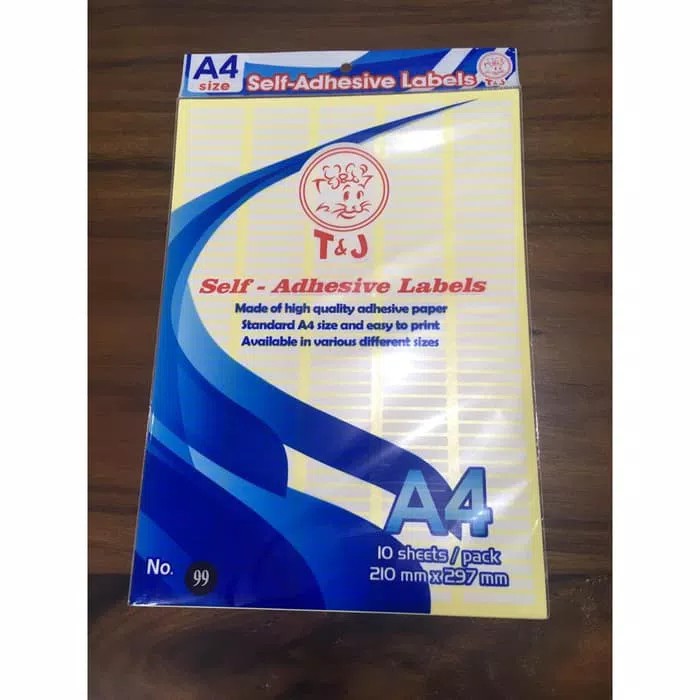 A4
size
Self-Adhesive Labels
T&J
T&J
Self - Adhesive Labels
Made of high quality adhesive paper
Standard A4 size and easy to print
Available in various different sizes
A4
10 sheets / pack
210 mm x 297 mm
No. 99